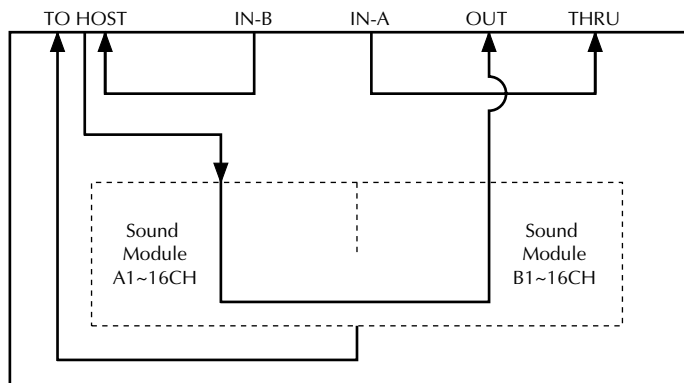 TO HOST IN-B IN-A OUT THRU
Sound
Module
A1~16CH
Sound
Module
B1~16CH